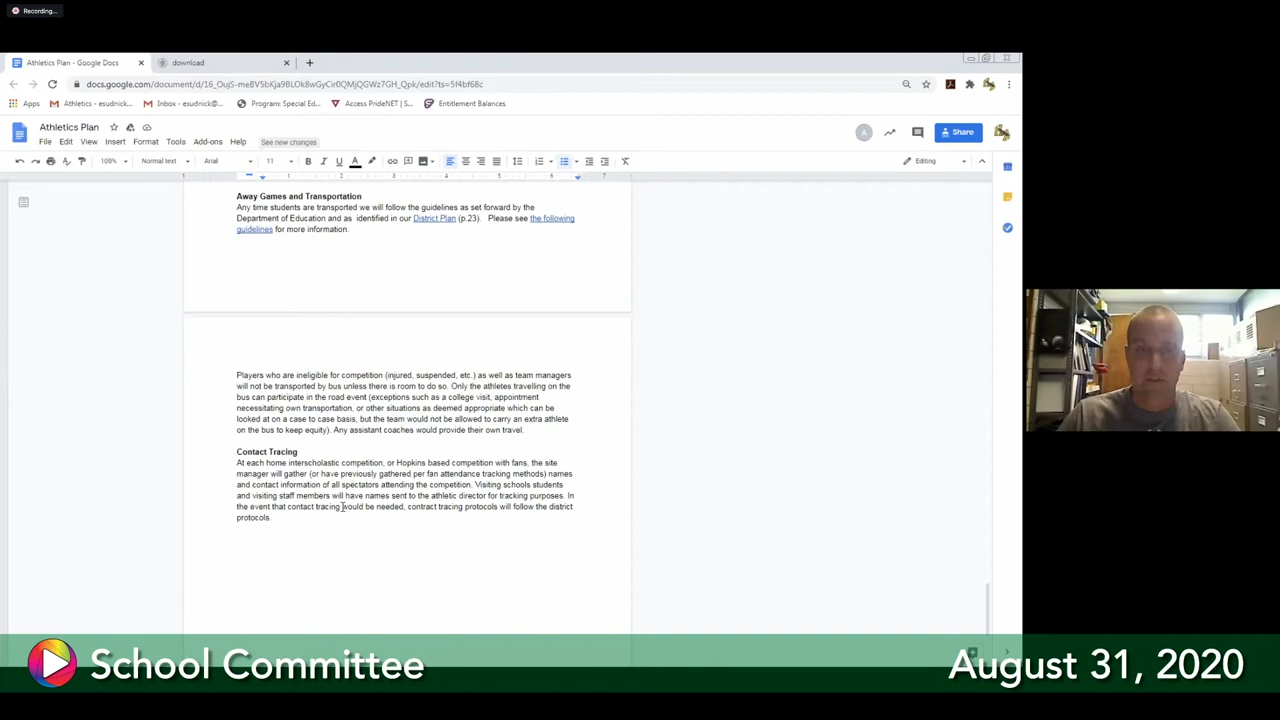 Recording...
Athletics Plan - Google Docs
download
docs.google.com/document/d/16_OujS-meBV5bKja9BLOk8wGyCir0QMjQGWz7GH_Qpk/edit?ts=5f4bf68c
Apps
Athletics - esudnick...
Inbox - esudnick@...
Program: Special Ed...
Access PrideNET | S...
Entitlement Balances
Athletics Plan
File Edit View Insert Format Tools Add-ons Help See new changes
A
Share
100% Normal text Arial 11 B I U A Editing
1 1 2 3 4 5 6 7
Away Games and Transportation
Any time students are transported we will follow the guidelines as set forward by the
Department of Education and as identified in our District Plan (p.23). Please see the following
guidelines for more information.
Players who are ineligible for competition (injured, suspended, etc.) as well as team managers
will not be transported by bus unless there is room to do so. Only the athletes travelling on the
bus can participate in the road event (exceptions such as a college visit, appointment
necessitating own transportation, or other situations as deemed appropriate which can be
looked at on a case to case basis, but the team would not be allowed to carry an extra athlete
on the bus to keep equity). Any assistant coaches would provide their own travel.
Contact Tracing
At each home interscholastic competition, or Hopkins based competition with fans, the site
manager will gather (or have previously gathered per fan attendance tracking methods) names
and contact information of all spectators attending the competition. Visiting schools students
and visiting staff members will have names sent to the athletic director for tracking purposes. In
the event that contact tracing would be needed, contract tracing protocols will follow the district
protocols.
School Committee
August 31, 2020